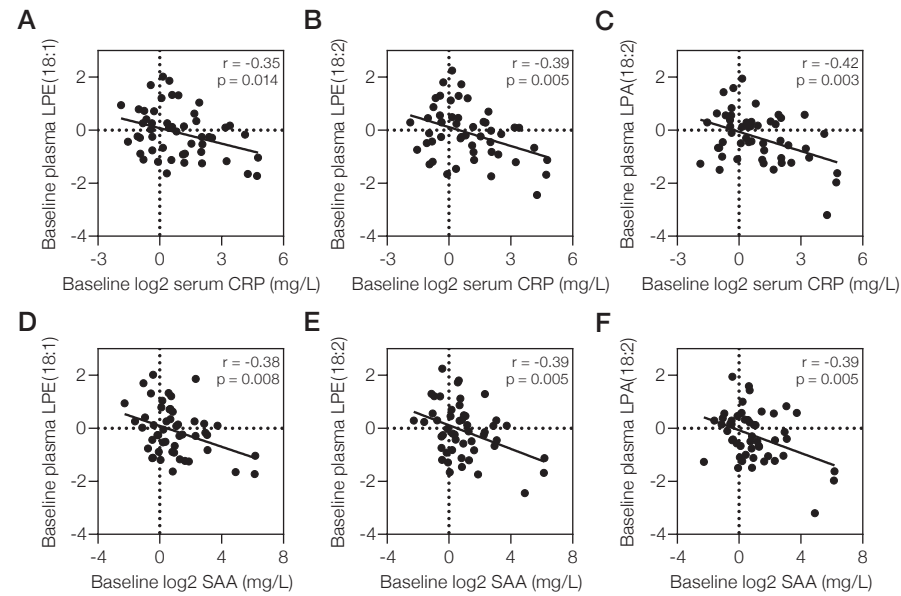 A
B
C
Baseline plasma LPE(18:1)
r = -0.35
p = 0.014
2
0
-2
-4
-3
0
3
6
Baseline log2 serum CRP (mg/L)
Baseline plasma LPE(18:2)
r = -0.39
p = 0.005
2
0
-2
-4
-3
0
3
6
Baseline log2 serum CRP (mg/L)
Baseline plasma LPA(18:2)
r = -0.42
p = 0.003
2
0
-2
-4
-3
0
3
6
Baseline log2 serum CRP (mg/L)
D
E
F
Baseline plasma LPE(18:1)
r = -0.38
p = 0.008
2
0
-2
-4
-4
0
4
8
Baseline log2 SAA (mg/L)
Baseline plasma LPE(18:2)
r = -0.39
p = 0.005
2
0
-2
-4
-4
0
4
8
Baseline log2 SAA (mg/L)
Baseline plasma LPA(18:2)
r = -0.39
p = 0.005
2
0
-2
-4
-4
0
4
8
Baseline log2 SAA (mg/L)